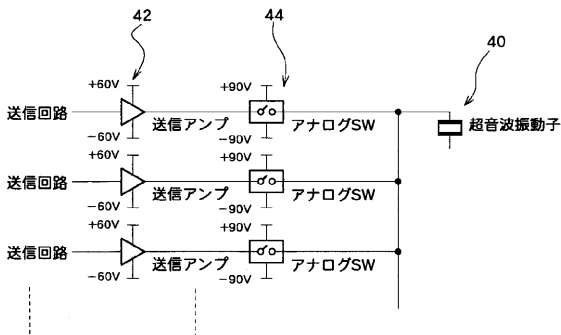 42
44
40
+60V
+90V
送信回路
送信アンプ
アナログSW
超音波振動子
−60V
−90V
+60V
+90V
送信回路
送信アンプ
アナログSW
−60V
−90V
+60V
+90V
送信回路
送信アンプ
アナログSW
−60V
−90V